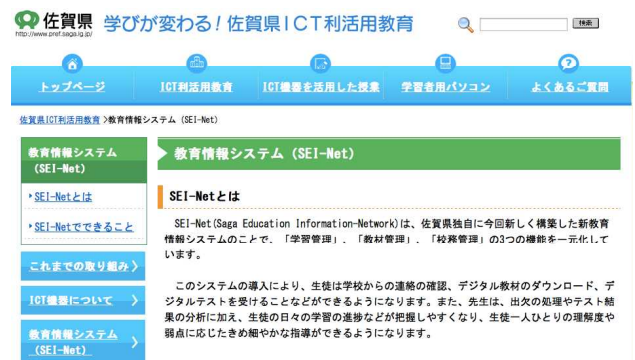 佐賀県
http://www.pref.saga.lg.jp/
学びが変わる!佐賀県ICT利活用教育
検索
トップページ
ICT利活用教育
ICT機器を活用した授業
学習者用パソコン
よくあるご質問
佐賀県ICT利活用教育 >教育情報システム (SEI-Net)
教育情報システム
(SEI-Net)
SEI-Netとは
SEI-Netでできること
これまでの取り組み
ICT機器について
教育情報システム
(SEI-Net)
教育情報システム (SEI-Net)
SEI-Netとは
SEI-Net(Saga Education Information-Network)は、佐賀県独自に今回新しく構築した新教育
情報システムのことで、「学習管理」、「教材管理」、「校務管理」の3つの機能を一元化して
います。
このシステムの導入により、生徒は学校からの連絡の確認、デジタル教材のダウンロード、デ
ジタルテストを受けることなどができるようになります。また、先生は、出欠の処理やテスト結
果の分析に加え、生徒の日々の学習の進捗などが把握しやすくなり、生徒一人ひとりの理解度や
弱点に応じたきめ細やかな指導ができるようになります。